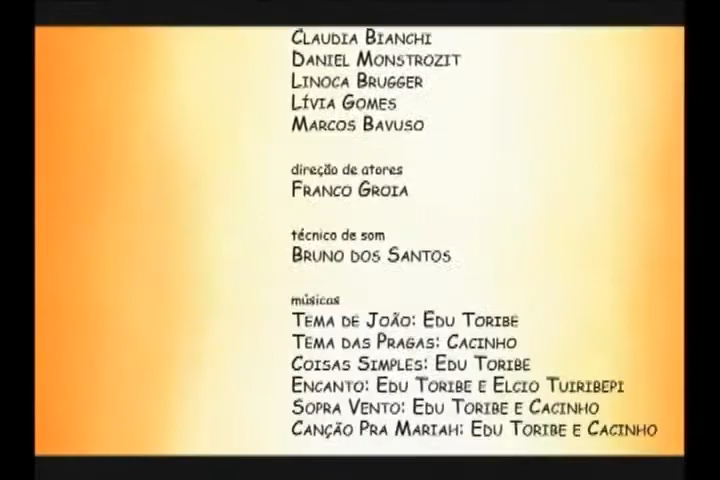 Claudia Bianchi
Daniel Monstrozit
Linoca Brugger
Lívia Gomes
Marcos Bavuso
direção de atores
Franco Groia
técnico de som
Bruno dos Santos
músicas
Tema de João: Edu Toribe
Tema das Pragas: Cacinho
Coisas Simples: Edu Toribe
Encanto: Edu Toribe e Elcio Tuiribepi
Sopra Vento: Edu Toribe e Cacinho
Canção Pra Mariah: Edu Toribe e Cacinho